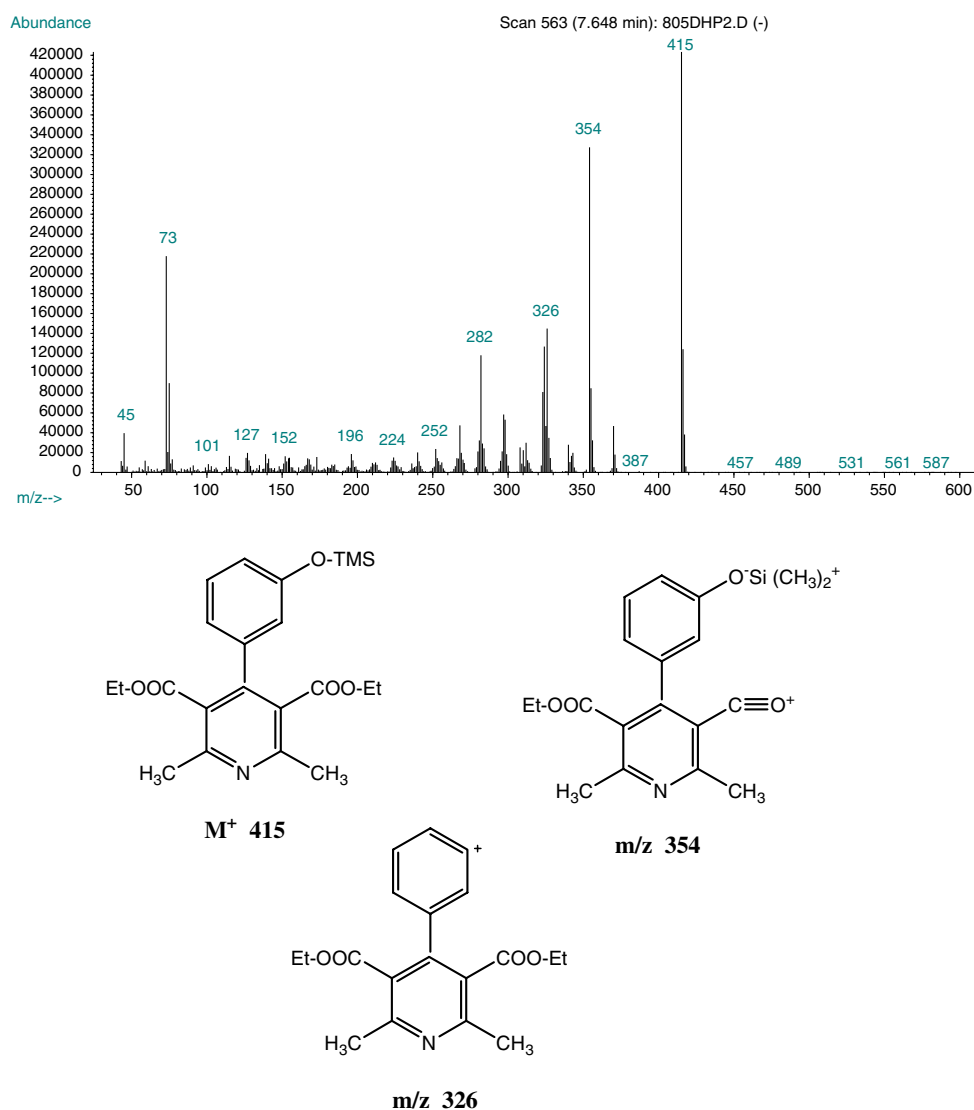 Abundance
Scan 563 (7.648 min): 805DHP2.D (-)
420000
400000
380000
360000
340000
320000
300000
280000
260000
240000
220000
200000
180000
160000
140000
120000
100000
80000
60000
40000
20000
0
45
73
101
127
152
196
224
252
282
326
354
387
415
457
489
531
561
587
m/z-->
50 100 150 200 250 300 350 400 450 500 550 600
O-TMS
Et-OOC
COO-Et
H₃C
N
CH₃
M⁺ 415
O⁻Si (CH₃)₂⁺
Et-OOC
C≡O⁺
H₃C
N
CH₃
m/z 354
+
Et-OOC
COO-Et
H₃C
N
CH₃
m/z 326